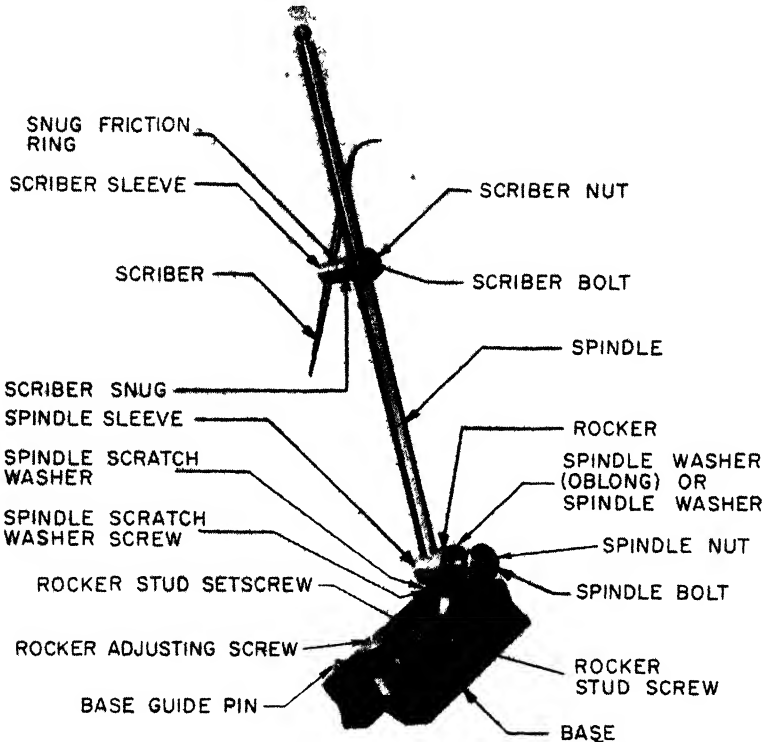 SNUG FRICTION
RING
SCRIBER SLEEVE
SCRIBER
SCRIBER SNUG
SPINDLE SLEEVE
SPINDLE SCRATCH
WASHER
SPINDLE SCRATCH
WASHER SCREW
ROCKER STUD SETSCREW
ROCKER ADJUSTING SCREW
BASE GUIDE PIN
SCRIBER NUT
SCRIBER BOLT
SPINDLE
ROCKER
SPINDLE WASHER
(OBLONG) OR
SPINDLE WASHER
SPINDLE NUT
SPINDLE BOLT
ROCKER
STUD SCREW
BASE